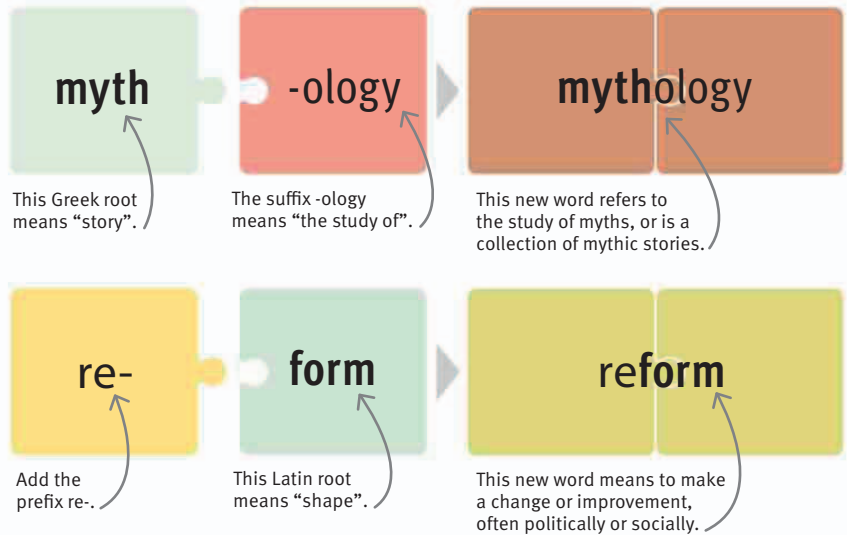 myth -ology mythology
This Greek root
means “story”.
The suffix -ology
means “the study of”.
This new word refers to
the study of myths, or is a
collection of mythic stories.
re- form reform
Add the
prefix re-.
This Latin root
means “shape”.
This new word means to make
a change or improvement,
often politically or socially.